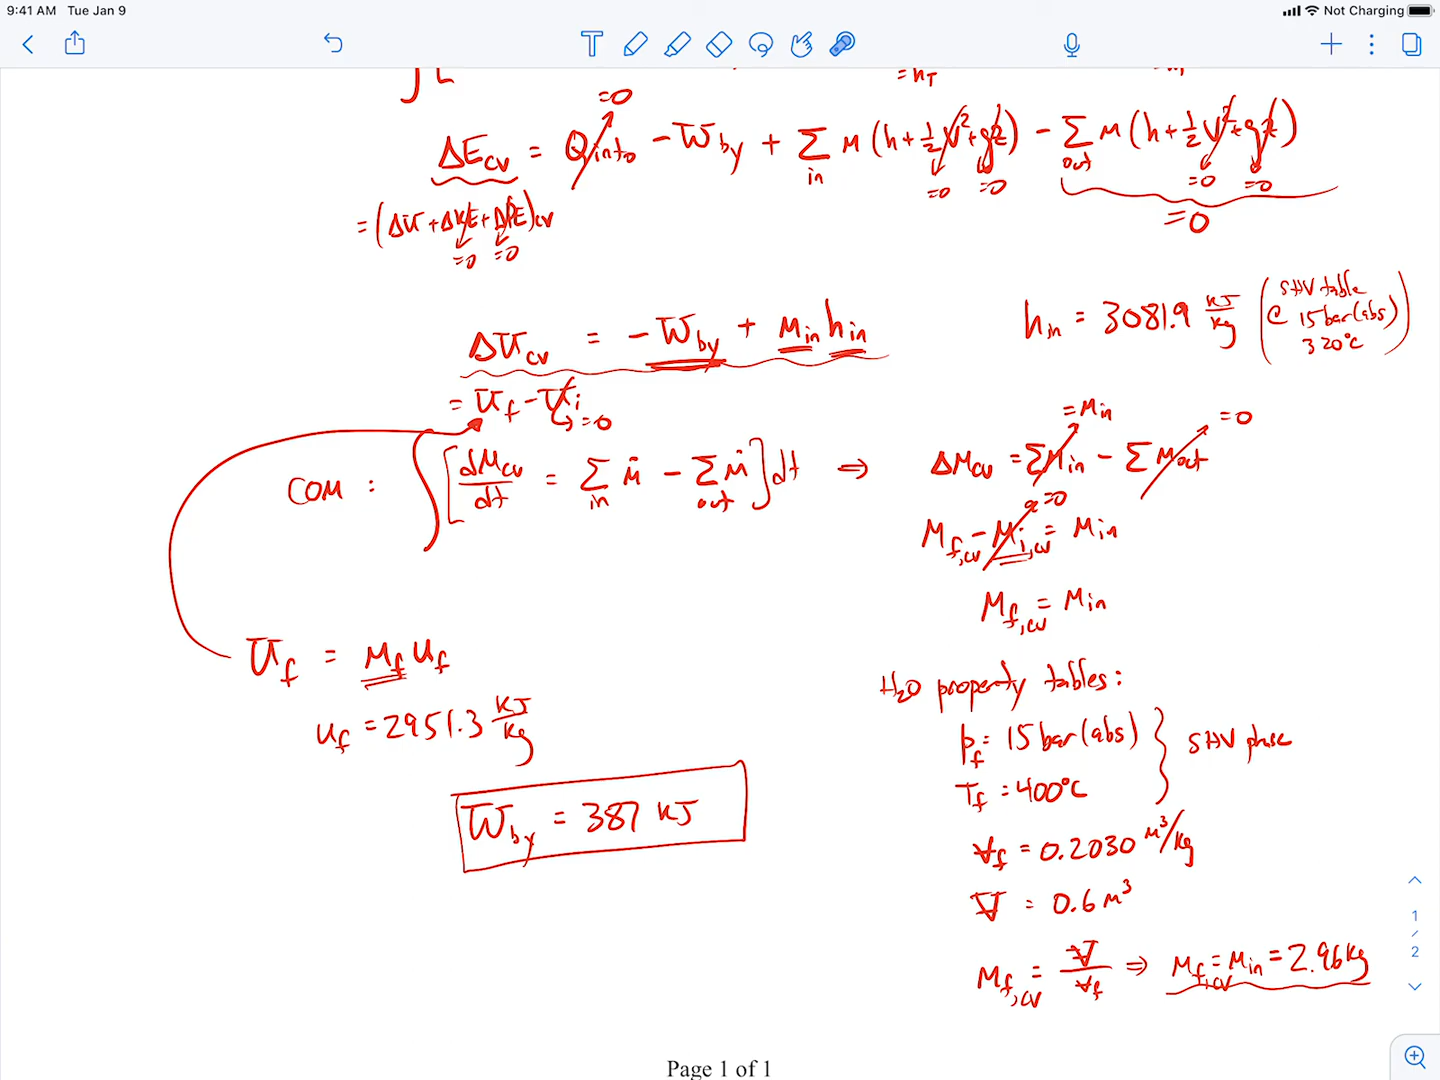 9:41 AM Tue Jan 9
Not Charging
= h_T
ΔE_cv = Q_into - W_by + Σ_in m (h + ½V² + gz) - Σ_out m (h + ½V² + gz)
=0
=0 =0
=0 =0
=0
= (ΔU + ΔKE + ΔPE)_cv
=0 =0
ΔU_cv = - W_by + m_in h_in
h_in = 3081.9 kJ/kg (SHV table @ 15 bar (abs) 320°C)
= U_f - U_i
=0
COM : ∫ [ dM_cv/dt = Σ_in ṁ - Σ_out ṁ ] dt ⇒ ΔM_cv = Σ M_in - Σ M_out
= M_in
=0
=0
M_f,cv - M_i,cv = M_in
M_f,cv = M_in
U_f = m_f u_f
u_f = 2951.3 kJ/kg
W_by = 387 kJ
H2O property tables:
p_f = 15 bar (abs)
T_f = 400°C
} SHV phase
v_f = 0.2030 m³/kg
V = 0.6 m³
M_f,cv = V/v_f ⇒ M_f,cv = M_in = 2.96 kg
1
/
2
Page 1 of 1